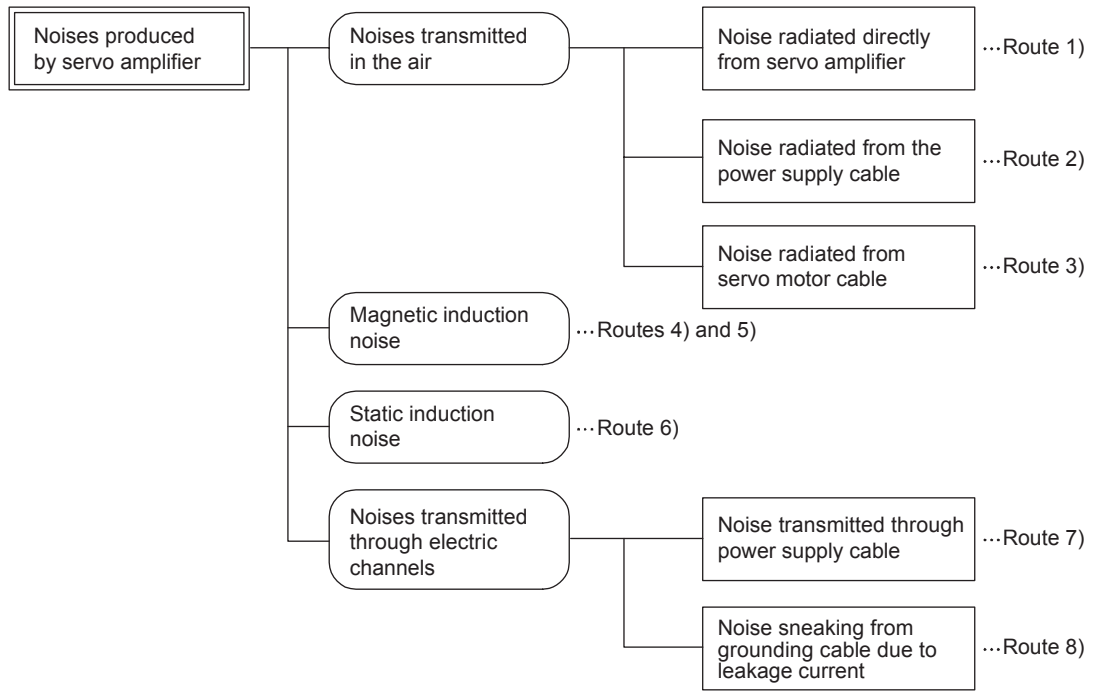 Noises produced
by servo amplifier
Noises transmitted
in the air
Noise radiated directly
from servo amplifier
…Route 1)
Noise radiated from the
power supply cable
…Route 2)
Noise radiated from
servo motor cable
…Route 3)
Magnetic induction
noise
…Routes 4) and 5)
Static induction
noise
…Route 6)
Noises transmitted
through electric
channels
Noise transmitted through
power supply cable
…Route 7)
Noise sneaking from
grounding cable due to
leakage current
…Route 8)